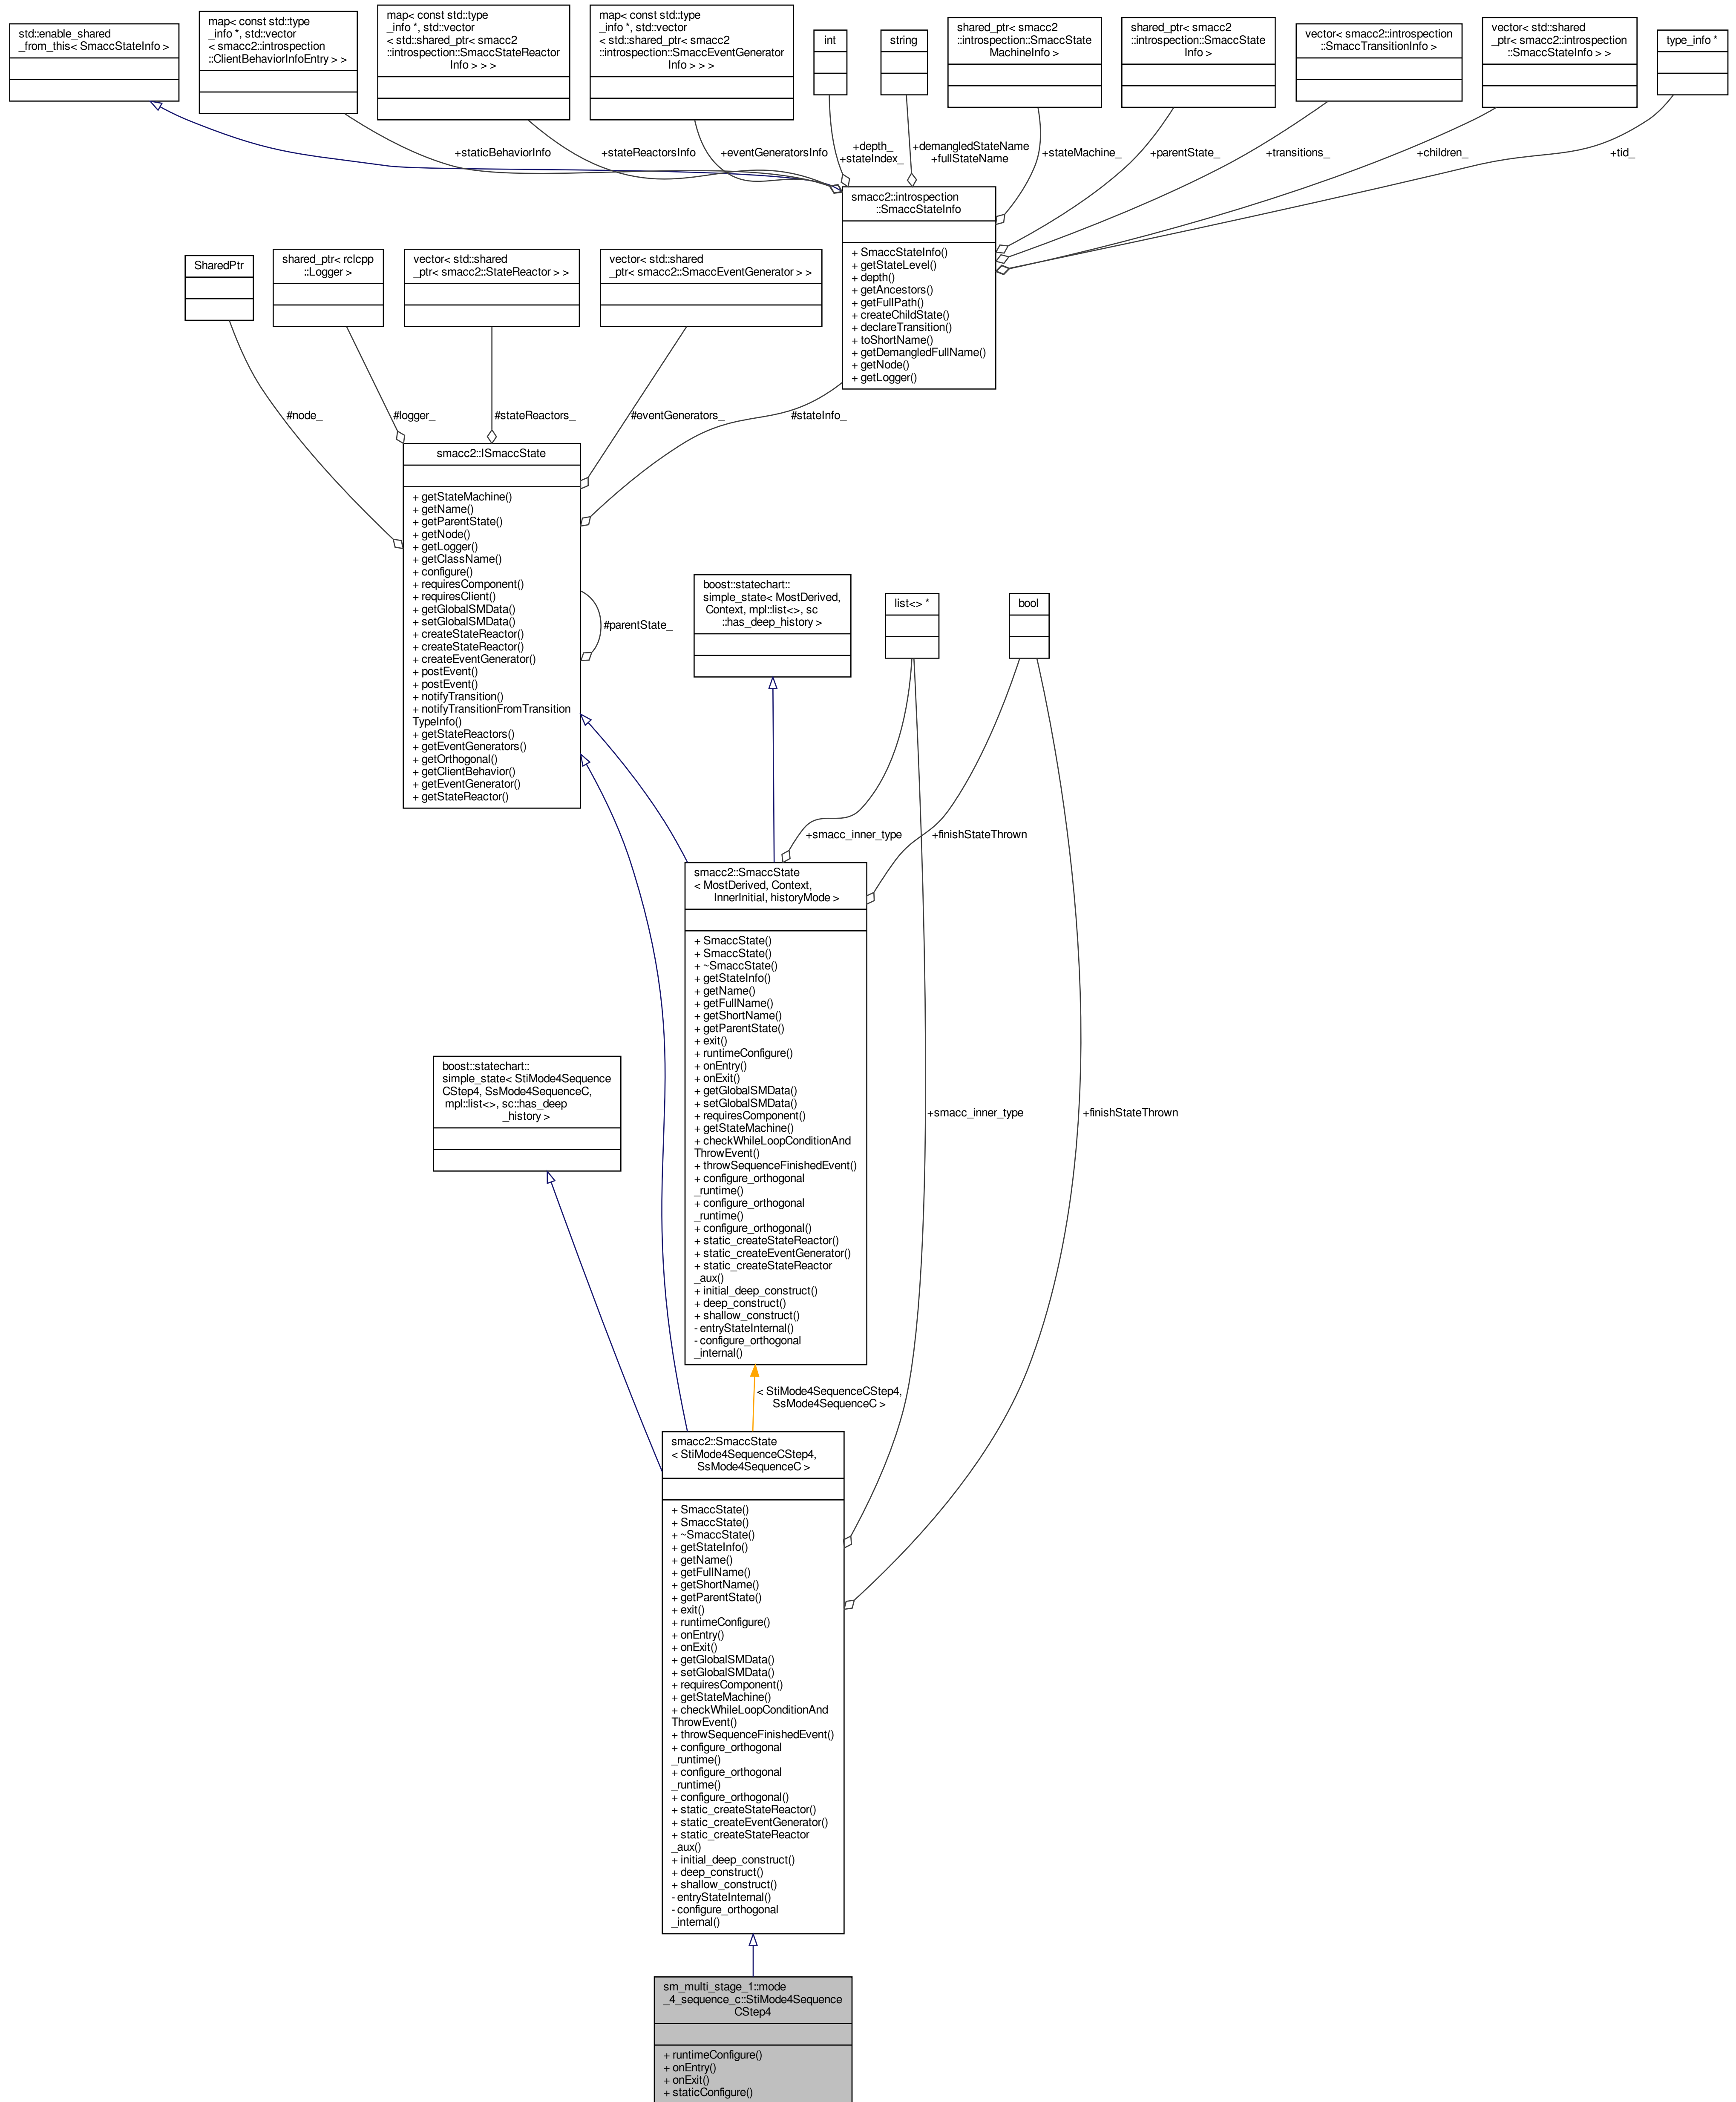 std::enable_shared
_from_this< SmaccStateInfo >
map< const std::type
_info *, std::vector
< smacc2::introspection
::ClientBehaviorInfoEntry > >
map< const std::type
_info *, std::vector
< std::shared_ptr< smacc2
::introspection::SmaccStateReactor
Info > > >
map< const std::type
_info *, std::vector
< std::shared_ptr< smacc2
::introspection::SmaccEventGenerator
Info > > >
int
string
shared_ptr< smacc2
::introspection::SmaccState
MachineInfo >
shared_ptr< smacc2
::introspection::SmaccState
Info >
vector< smacc2::introspection
::SmaccTransitionInfo >
vector< std::shared
_ptr< smacc2::introspection
::SmaccStateInfo > >
type_info *
+staticBehaviorInfo
+stateReactorsInfo
+eventGeneratorsInfo
+depth_
+stateIndex_
+demangledStateName
+fullStateName
+stateMachine_
+parentState_
+transitions_
+children_
+tid_
smacc2::introspection
::SmaccStateInfo
+ SmaccStateInfo()
+ getStateLevel()
+ depth()
+ getAncestors()
+ getFullPath()
+ createChildState()
+ declareTransition()
+ toShortName()
+ getDemangledFullName()
+ getNode()
+ getLogger()
SharedPtr
shared_ptr< rclcpp
::Logger >
vector< std::shared
_ptr< smacc2::StateReactor > >
vector< std::shared
_ptr< smacc2::SmaccEventGenerator > >
#node_
#logger_
#stateReactors_
#eventGenerators_
#stateInfo_
smacc2::ISmaccState
+ getStateMachine()
+ getName()
+ getParentState()
+ getNode()
+ getLogger()
+ getClassName()
+ configure()
+ requiresComponent()
+ requiresClient()
+ getGlobalSMData()
+ setGlobalSMData()
+ createStateReactor()
+ createStateReactor()
+ createEventGenerator()
+ postEvent()
+ postEvent()
+ notifyTransition()
+ notifyTransitionFromTransition
TypeInfo()
+ getStateReactors()
+ getEventGenerators()
+ getOrthogonal()
+ getClientBehavior()
+ getEventGenerator()
+ getStateReactor()
#parentState_
boost::statechart::
simple_state< MostDerived,
Context, mpl::list<>, sc
::has_deep_history >
list<> *
bool
+smacc_inner_type
+finishStateThrown
smacc2::SmaccState
< MostDerived, Context,
InnerInitial, historyMode >
+ SmaccState()
+ SmaccState()
+ ~SmaccState()
+ getStateInfo()
+ getName()
+ getFullName()
+ getShortName()
+ getParentState()
+ exit()
+ runtimeConfigure()
+ onEntry()
+ onExit()
+ getGlobalSMData()
+ setGlobalSMData()
+ requiresComponent()
+ getStateMachine()
+ checkWhileLoopConditionAnd
ThrowEvent()
+ throwSequenceFinishedEvent()
+ configure_orthogonal
_runtime()
+ configure_orthogonal
_runtime()
+ configure_orthogonal()
+ static_createStateReactor()
+ static_createEventGenerator()
+ static_createStateReactor
_aux()
+ initial_deep_construct()
+ deep_construct()
+ shallow_construct()
- entryStateInternal()
- configure_orthogonal
_internal()
boost::statechart::
simple_state< StiMode4Sequence
CStep4, SsMode4SequenceC,
mpl::list<>, sc::has_deep
_history >
+smacc_inner_type
+finishStateThrown
< StiMode4SequenceCStep4,
SsMode4SequenceC >
smacc2::SmaccState
< StiMode4SequenceCStep4,
SsMode4SequenceC >
+ SmaccState()
+ SmaccState()
+ ~SmaccState()
+ getStateInfo()
+ getName()
+ getFullName()
+ getShortName()
+ getParentState()
+ exit()
+ runtimeConfigure()
+ onEntry()
+ onExit()
+ getGlobalSMData()
+ setGlobalSMData()
+ requiresComponent()
+ getStateMachine()
+ checkWhileLoopConditionAnd
ThrowEvent()
+ throwSequenceFinishedEvent()
+ configure_orthogonal
_runtime()
+ configure_orthogonal
_runtime()
+ configure_orthogonal()
+ static_createStateReactor()
+ static_createEventGenerator()
+ static_createStateReactor
_aux()
+ initial_deep_construct()
+ deep_construct()
+ shallow_construct()
- entryStateInternal()
- configure_orthogonal
_internal()
sm_multi_stage_1::mode
_4_sequence_c::StiMode4Sequence
CStep4
+ runtimeConfigure()
+ onEntry()
+ onExit()
+ staticConfigure()